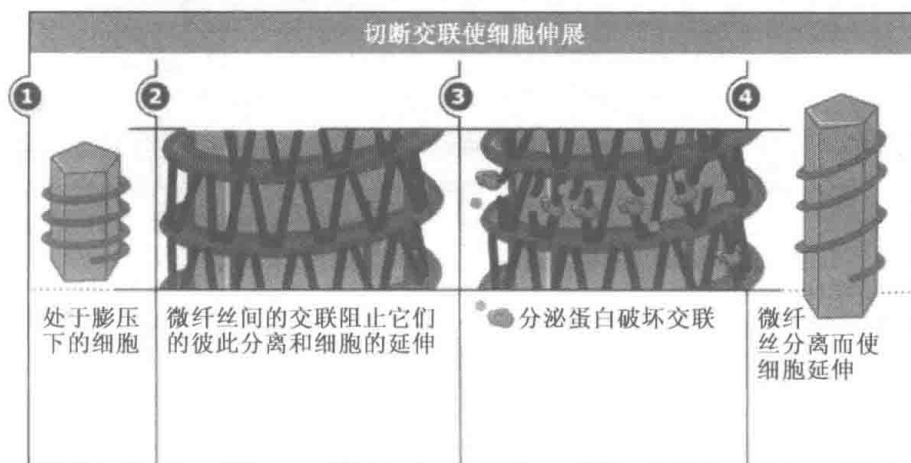 切断交联使细胞伸展
1
2
3
4
处于膨压
下的细胞
微纤丝间的交联阻止它们
的彼此分离和细胞的延伸
分泌蛋白破坏交联
微纤
丝分离而使
细胞延伸